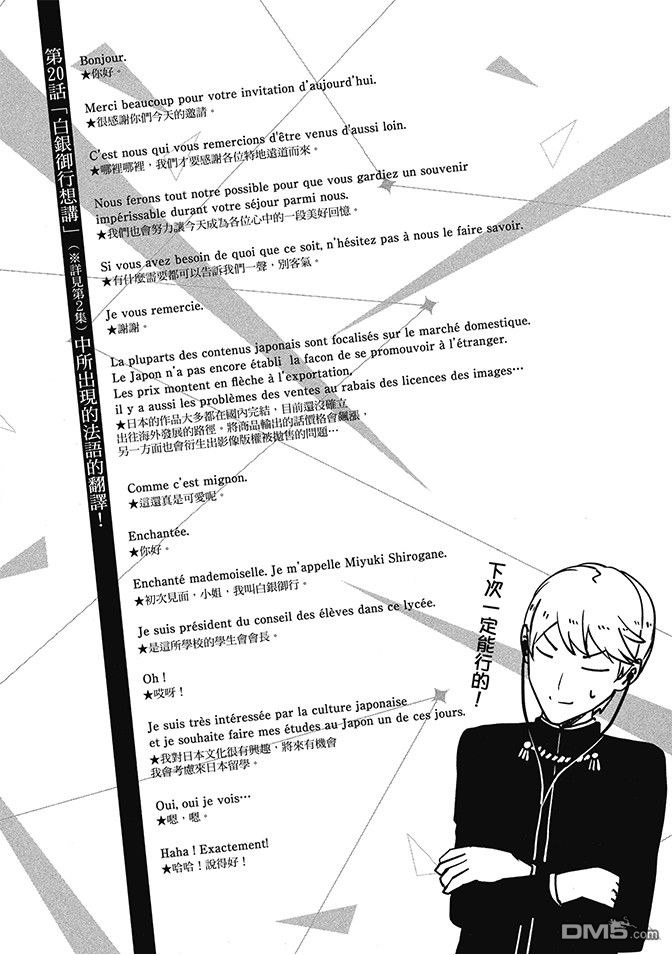 第20話「白銀御行想講」（※詳見第2集）中所出現的法語的翻譯！
Bonjour.
★你好。
Merci beaucoup pour votre invitation d'aujourd'hui.
★很感謝你們今天的邀請。
C'est nous qui vous remercions d'être venus d'aussi loin.
★哪裡哪裡，我們才要感謝各位特地遠道而來。
Nous ferons tout notre possible pour que vous gardiez un souvenir
impérissable durant votre séjour parmi nous.
★我們也會努力讓今天成為各位心中的一段美好回憶。
Si vous avez besoin de quoi que ce soit, n'hésitez pas à nous le faire savoir.
★有什麼需要都可以告訴我們一聲，別客氣。
Je vous remercie.
★謝謝。
La pluparts des contenus japonais sont focalisés sur le marché domestique.
Le Japon n'a pas encore établi la facon de se promouvoir à l'étranger.
Les prix montent en flèche à l'exportation.
il y a aussi les problèmes des ventes au rabais des licences des images…
★日本的作品大多都在國內完結，目前還沒確立
出往海外發展的路徑。將商品輸出的話價格會飆漲，
另一方面也會衍生出影像版權被拋售的問題…
Comme c'est mignon.
★這還真是可愛呢。
Enchantée.
★你好。
Enchanté mademoiselle. Je m'appelle Miyuki Shirogane.
★初次見面，小姐，我叫白銀御行。
Je suis président du conseil des élèves dans ce lycée.
★是這所學校的學生會會長。
Oh !
★哎呀！
Je suis très intéressée par la culture japonaise
et je souhaite faire mes études au Japon un de ces jours.
★我對日本文化很有興趣，將來有機會
我會考慮來日本留學。
Oui, oui je vois…
★嗯，嗯。
Haha ! Exactement!
★哈哈！說得好！
下次一定能行的！
DM5.com